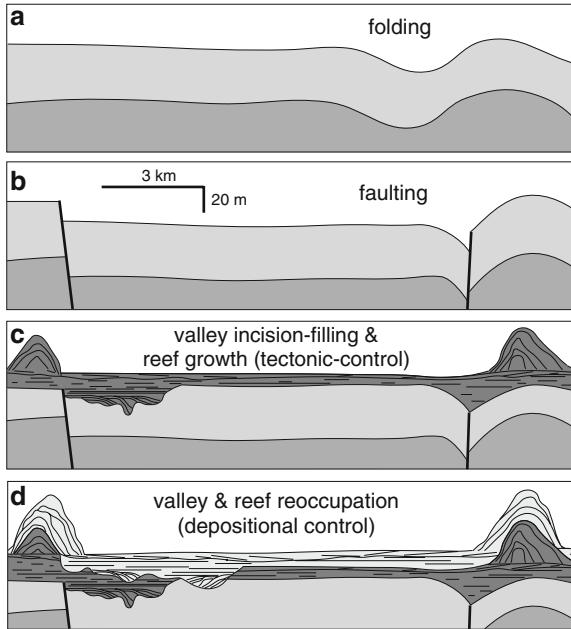 a
folding
b
3 km
20 m
faulting
c
valley incision-filling &
reef growth (tectonic-control)
d
valley & reef reoccupation
(depositional control)